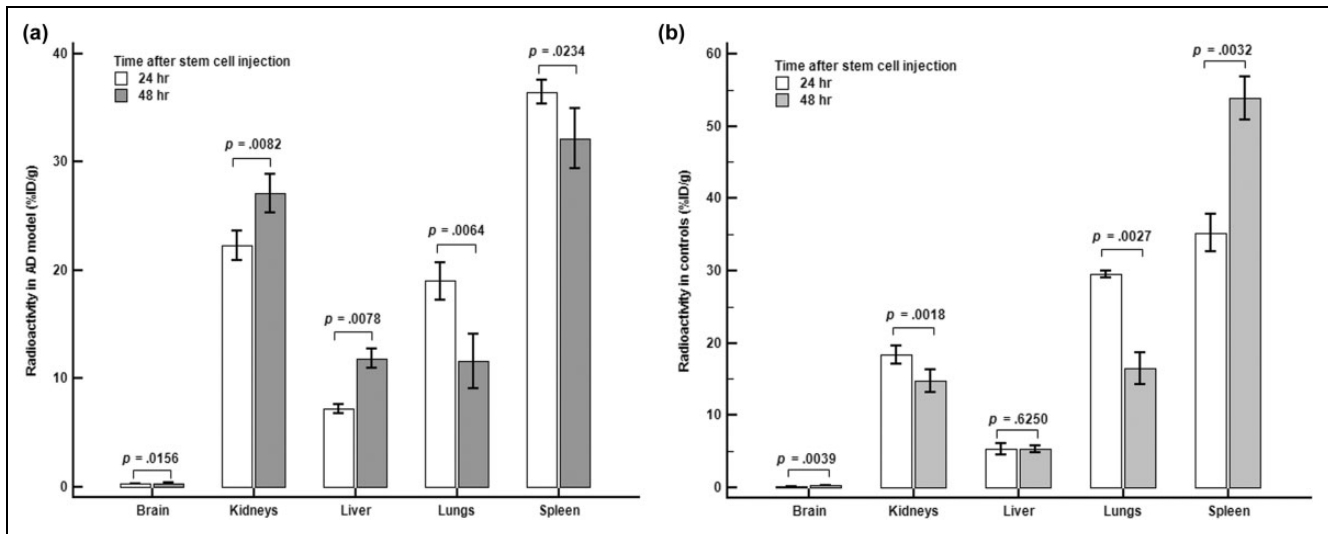 (a)
Time after stem cell injection
24 hr
48 hr
Radioactivity in AD model (%ID/g)
40
30
20
10
0
p = .0156
p = .0082
p = .0078
p = .0064
p = .0234
Brain Kidneys Liver Lungs Spleen
(b)
Time after stem cell injection
24 hr
48 hr
Radioactivity in controls (%ID/g)
60
50
40
30
20
10
0
p = .0039
p = .0018
p = .6250
p = .0027
p = .0032
Brain Kidneys Liver Lungs Spleen